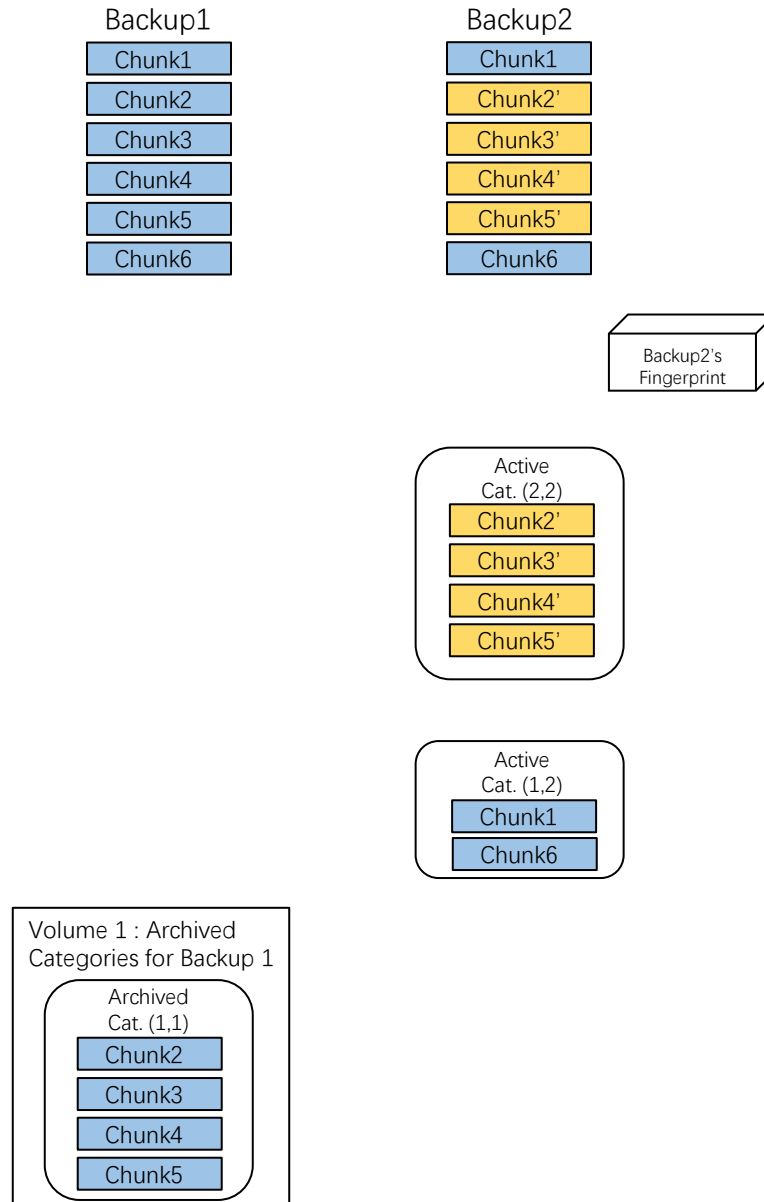 Backup1
Chunk1
Chunk2
Chunk3
Chunk4
Chunk5
Chunk6
Backup2
Chunk1
Chunk2’
Chunk3’
Chunk4’
Chunk5’
Chunk6
Backup2's
Fingerprint
Active
Cat. (2,2)
Chunk2’
Chunk3’
Chunk4’
Chunk5’
Active
Cat. (1,2)
Chunk1
Chunk6
Volume 1 : Archived
Categories for Backup 1
Archived
Cat. (1,1)
Chunk2
Chunk3
Chunk4
Chunk5